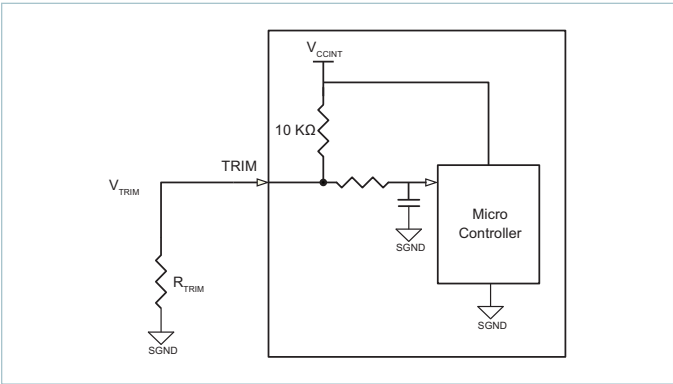 VCCINT
10 KΩ
TRIM
VTRIM
Micro
Controller
SGND
RTRIM
SGND
SGND